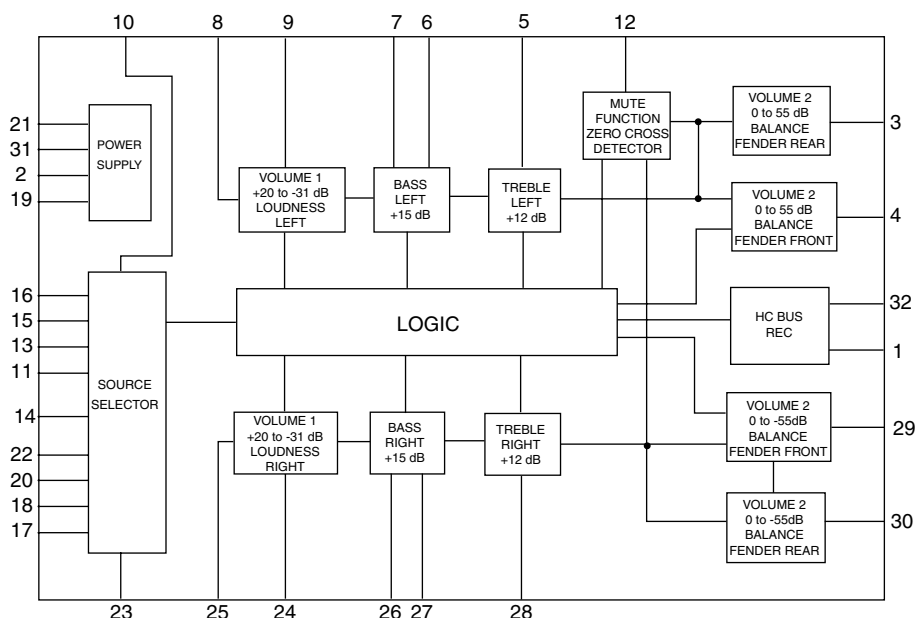 10
8
9
7
6
5
12
21
31
2
19
POWER
SUPPLY
MUTE
FUNCTION
ZERO CROSS
DETECTOR
VOLUME 2
0 to 55 dB
BALANCE
FENDER REAR
3
VOLUME 1
+20 to -31 dB
LOUDNESS
LEFT
BASS
LEFT
+15 dB
TREBLE
LEFT
+12 dB
VOLUME 2
0 to 55 dB
BALANCE
FENDER FRONT
4
16
15
13
11
14
22
20
18
17
SOURCE
SELECTOR
LOGIC
HC BUS
REC
32
1
VOLUME 1
+20 to -31 dB
LOUDNESS
RIGHT
BASS
RIGHT
+15 dB
TREBLE
RIGHT
+12 dB
VOLUME 2
0 to -55dB
BALANCE
FENDER FRONT
29
VOLUME 2
0 to -55dB
BALANCE
FENDER REAR
30
23
25
24
26
27
28